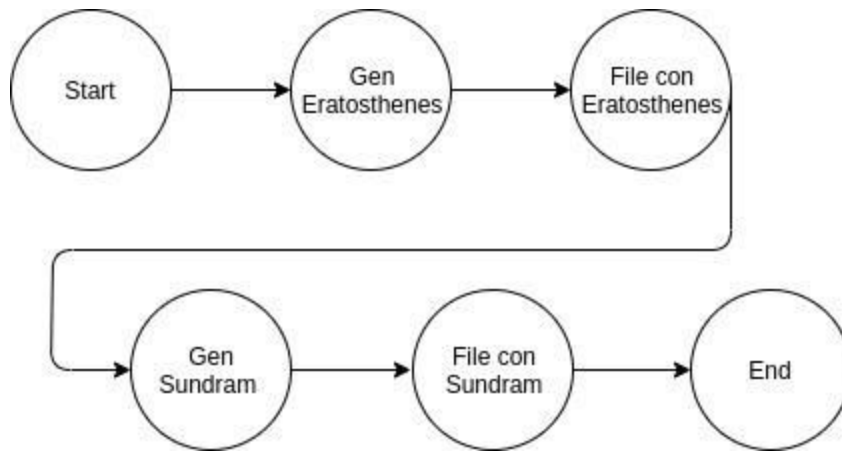 Start
Gen
Eratosthenes
File con
Eratosthenes
Gen
Sundram
File con
Sundram
End